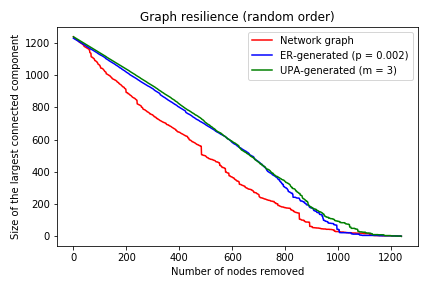 Graph resilience (random order)
Size of the largest connected component
1200
1000
800
600
400
200
0
Network graph
ER-generated (p = 0.002)
UPA-generated (m = 3)
0 200 400 600 800 1000 1200
Number of nodes removed